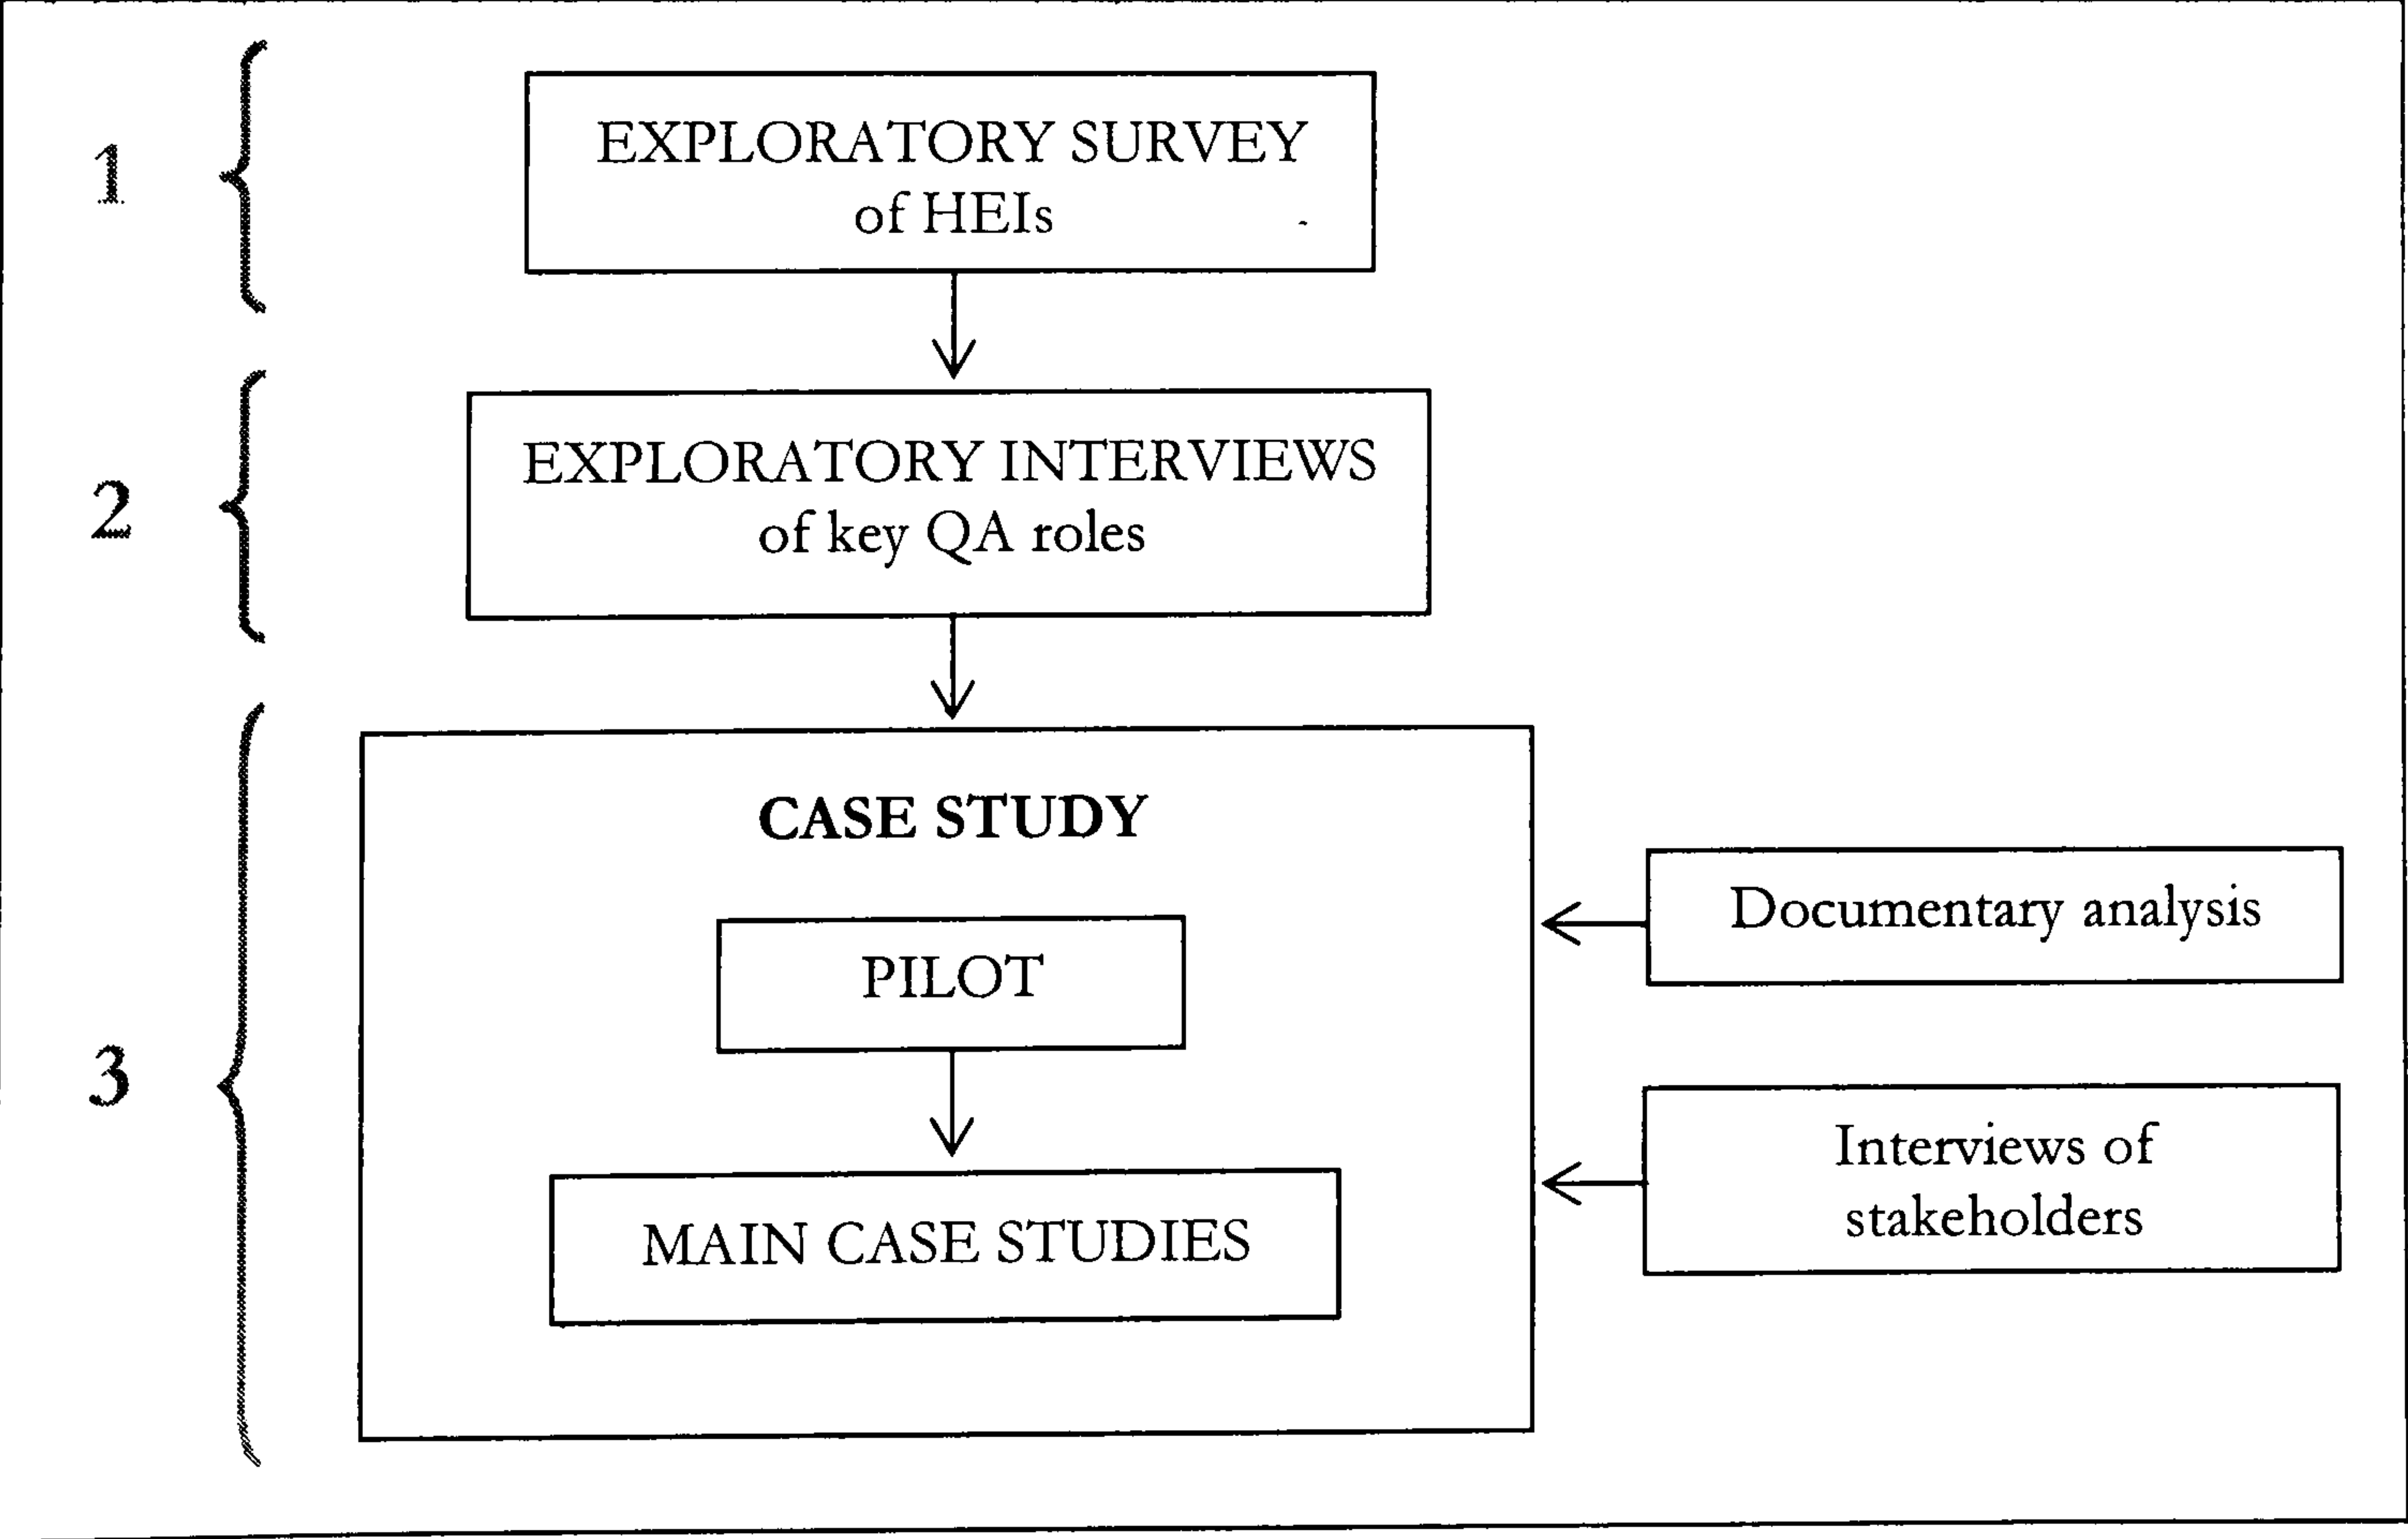 1
EXPLORATORY SURVEY
of HEIs
2
EXPLORATORY INTERVIEWS
of key QA roles
3
CASE STUDY
PILOT
MAIN CASE STUDIES
Documentary analysis
Interviews of
stakeholders